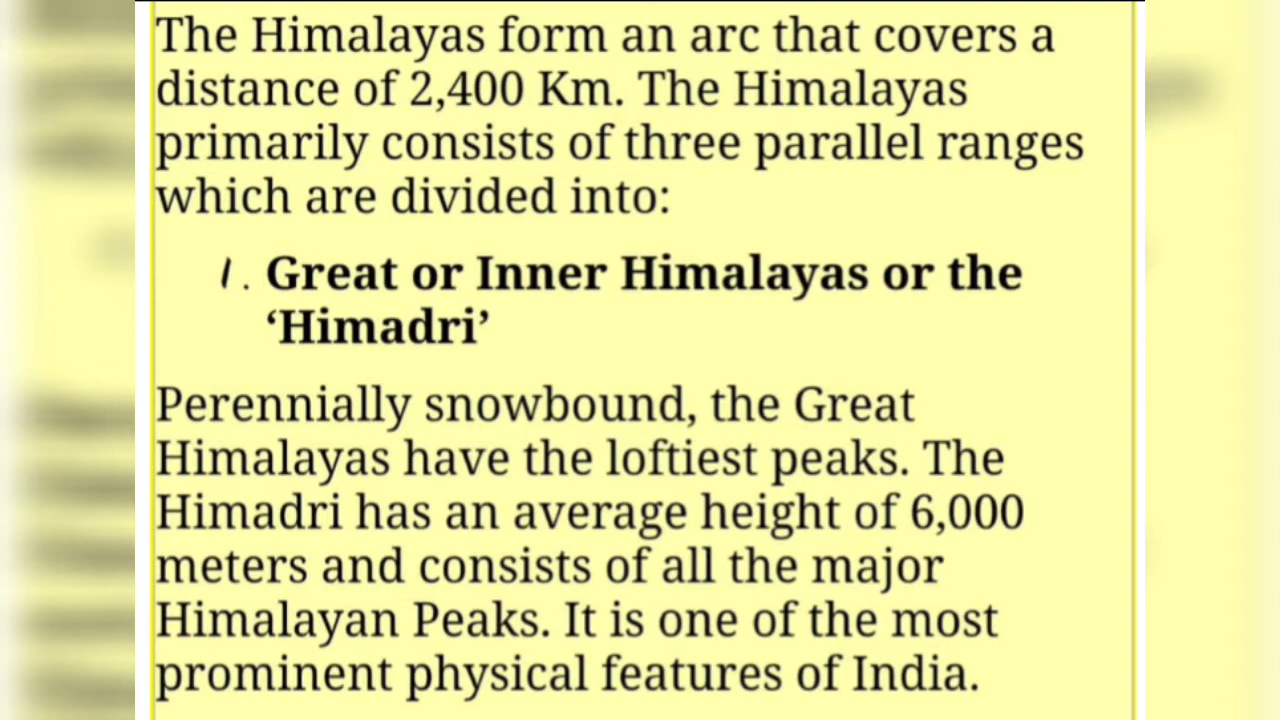 The Himalayas form an arc that covers a
distance of 2,400 Km. The Himalayas
primarily consists of three parallel ranges
which are divided into:
1. Great or Inner Himalayas or the
‘Himadri’
Perennially snowbound, the Great
Himalayas have the loftiest peaks. The
Himadri has an average height of 6,000
meters and consists of all the major
Himalayan Peaks. It is one of the most
prominent physical features of India.